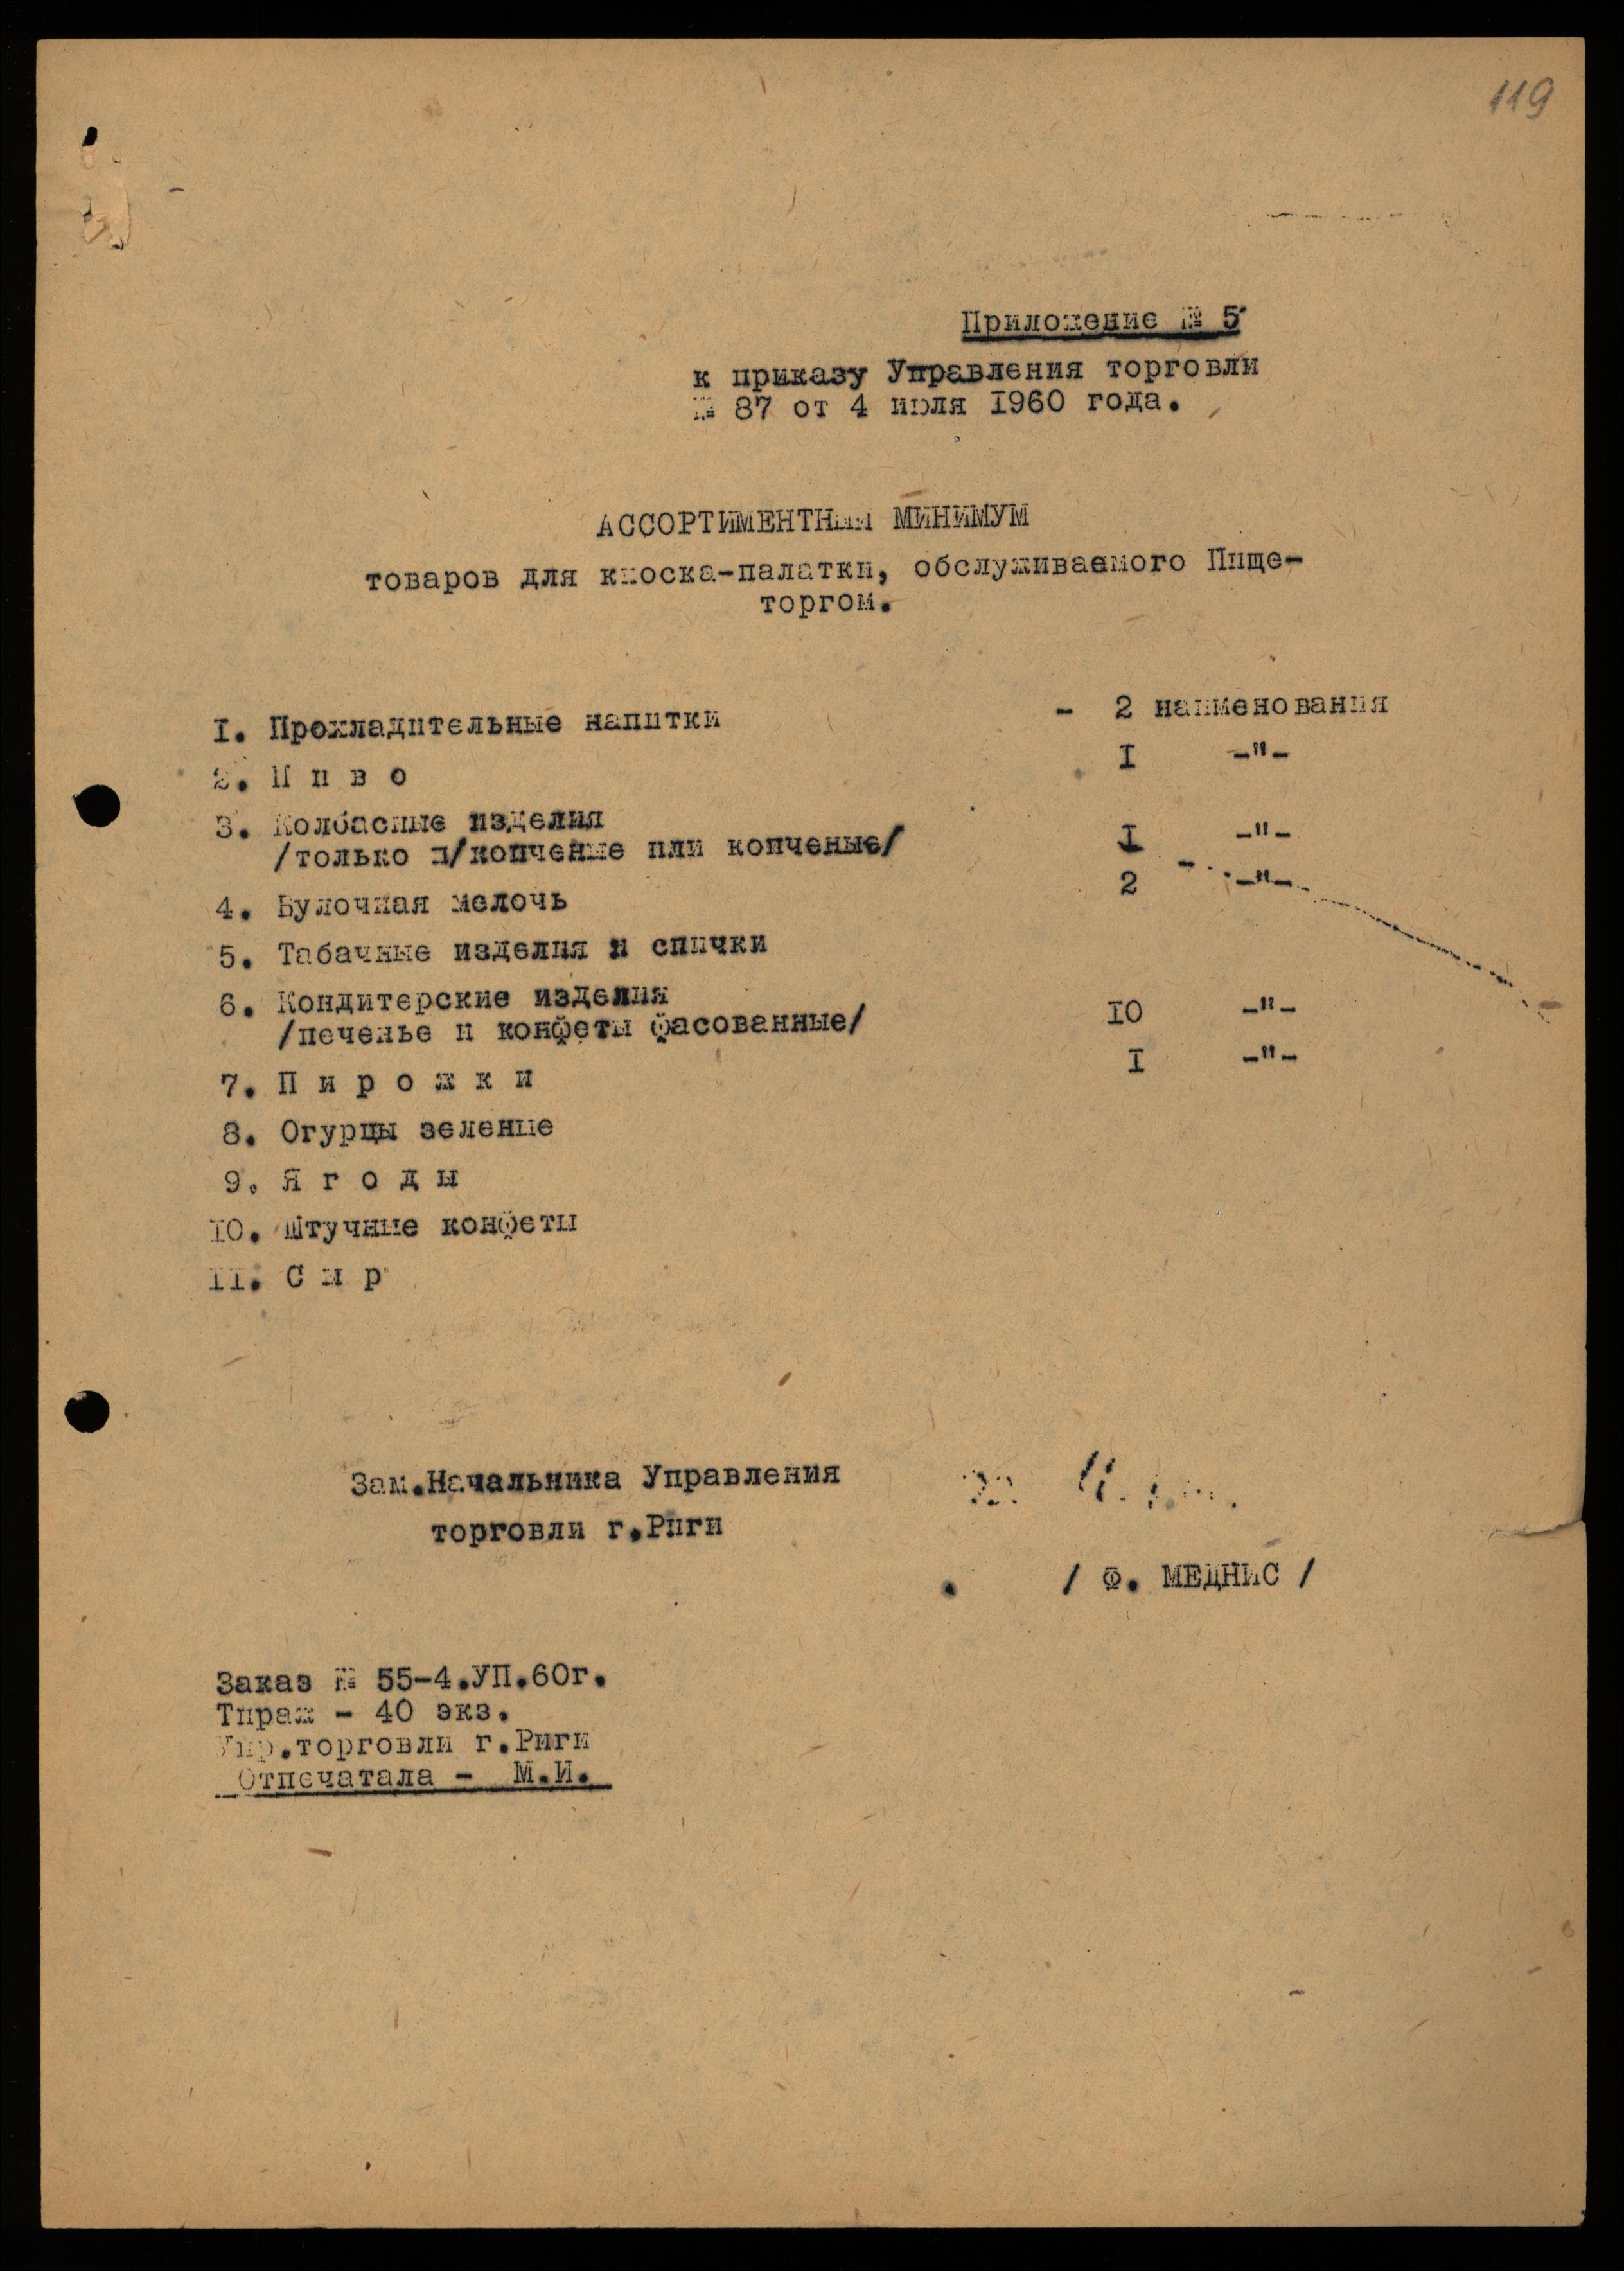 119
Приложение № 5
к приказу Управления торговли
№ 87 от 4 июля I960 года.
АССОРТИМЕНТНЫЙ МИНИМУМ
товаров для киоска-палатки, обслуживаемого Пище-
торгом.
I. Прохладительные напитки - 2 наименования
2. П и в о I -"-
3. Колбасные изделия
/только п/копченые или копченые/ I -"-
4. Булочная мелочь 2 -"-
5. Табачные изделия и спички
6. Кондитерские изделия
/печенье и конфеты фасованные/ IO -"-
7. П и р о ж к и I -"-
8. Огурцы зеленые
9. Я г о д ы
IO. Штучные конфеты
II. С ы р
Зам.Начальника Управления
торговли г.Риги
/ Ф. МЕДНИС /
Заказ № 55-4.УП.60г.
Тираж - 40 экз.
Упр.торговли г.Риги
Отпечатала - М.И.